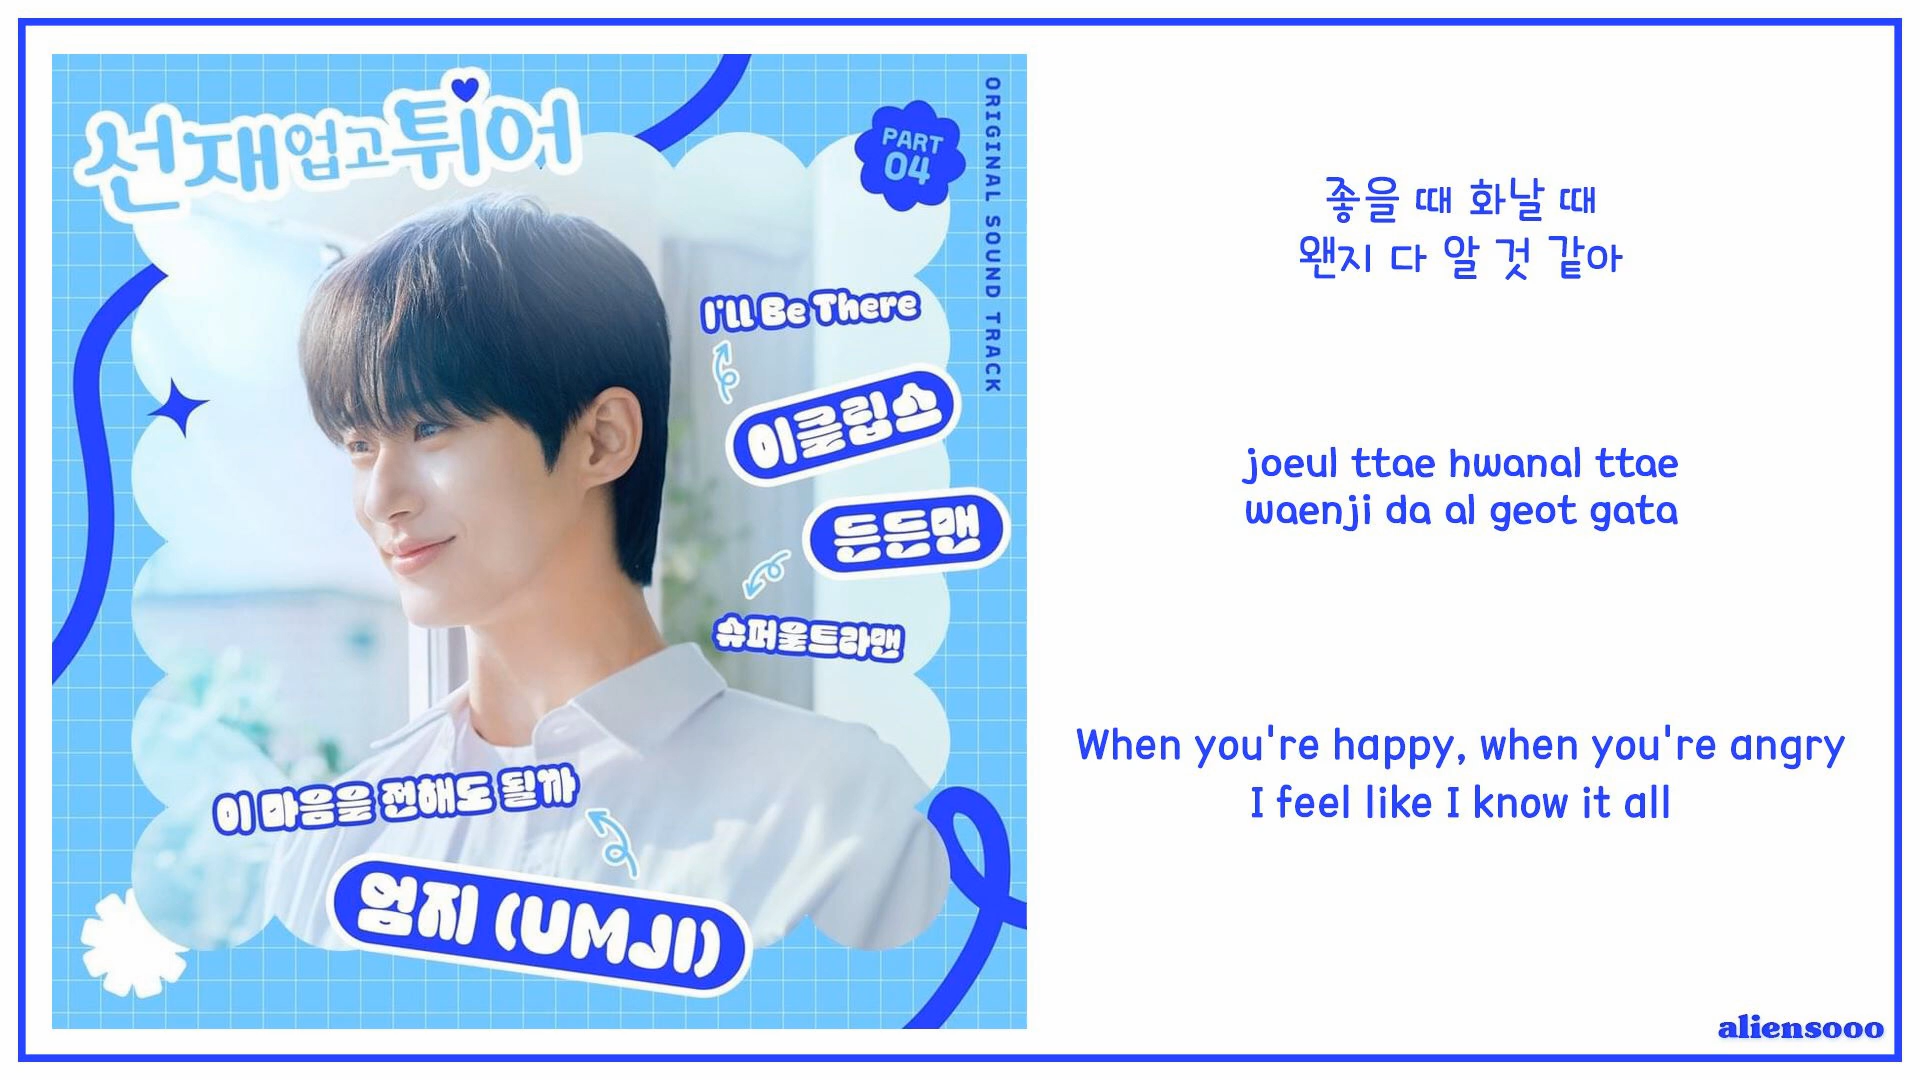 선재 업고 튀어
PART
04
ORIGINAL SOUND TRACK
I'll Be There
이클립스
든든맨
슈퍼울트라맨
이 마음을 전해도 될까
엄지 (UMJI)
좋을 때 화날 때
왠지 다 알 것 같아
joeul ttae hwanal ttae
waenji da al geot gata
When you're happy, when you're angry
I feel like I know it all
aliensooo